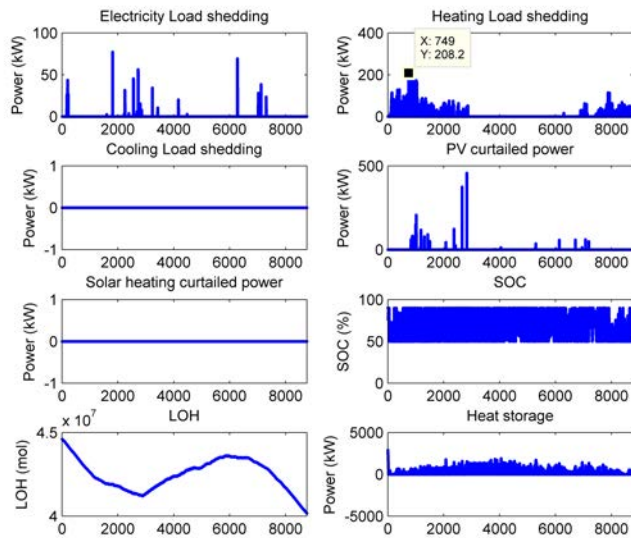 Electricity Load shedding
Power (kW)
100
50
0
0 2000 4000 6000 8000
Heating Load shedding
Power (kW)
400
200
0
X: 749
Y: 208.2
0 2000 4000 6000 8000
Cooling Load shedding
Power (kW)
1
0
-1
0 2000 4000 6000 8000
PV curtailed power
Power (kW)
500
0
0 2000 4000 6000 8000
Solar heating curtailed power
Power (kW)
1
0
-1
0 2000 4000 6000 8000
SOC
SOC (%)
100
50
0
0 2000 4000 6000 8000
LOH
x 10^7
LOH (mol)
4.5
4
0 2000 4000 6000 8000
Heat storage
Power (kW)
5000
0
-5000
0 2000 4000 6000 8000